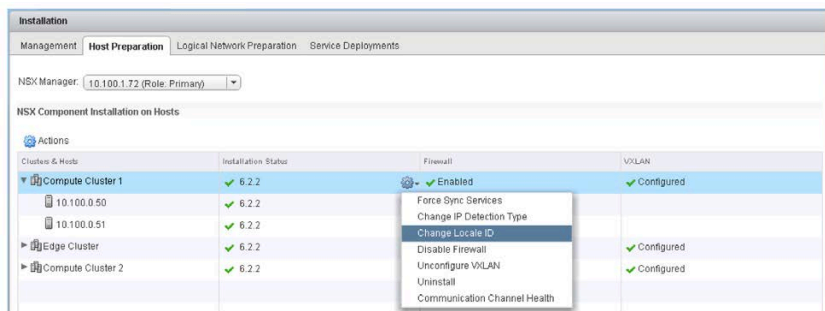 Installation
Management Host Preparation Logical Network Preparation Service Deployments
NSX Manager: 10.100.1.72 (Role: Primary)
NSX Component Installation on Hosts
Actions
Clusters & Hosts Installation Status Firewall VXLAN
Compute Cluster 1 6.2.2 Enabled Configured
10.100.0.50 6.2.2 Force Sync Services
Change IP Detection Type
10.100.0.51 6.2.2 Change Locale ID
Edge Cluster 6.2.2 Disable Firewall Configured
Compute Cluster 2 6.2.2 Unconfigure VXLAN Configured
Uninstall
Communication Channel Health